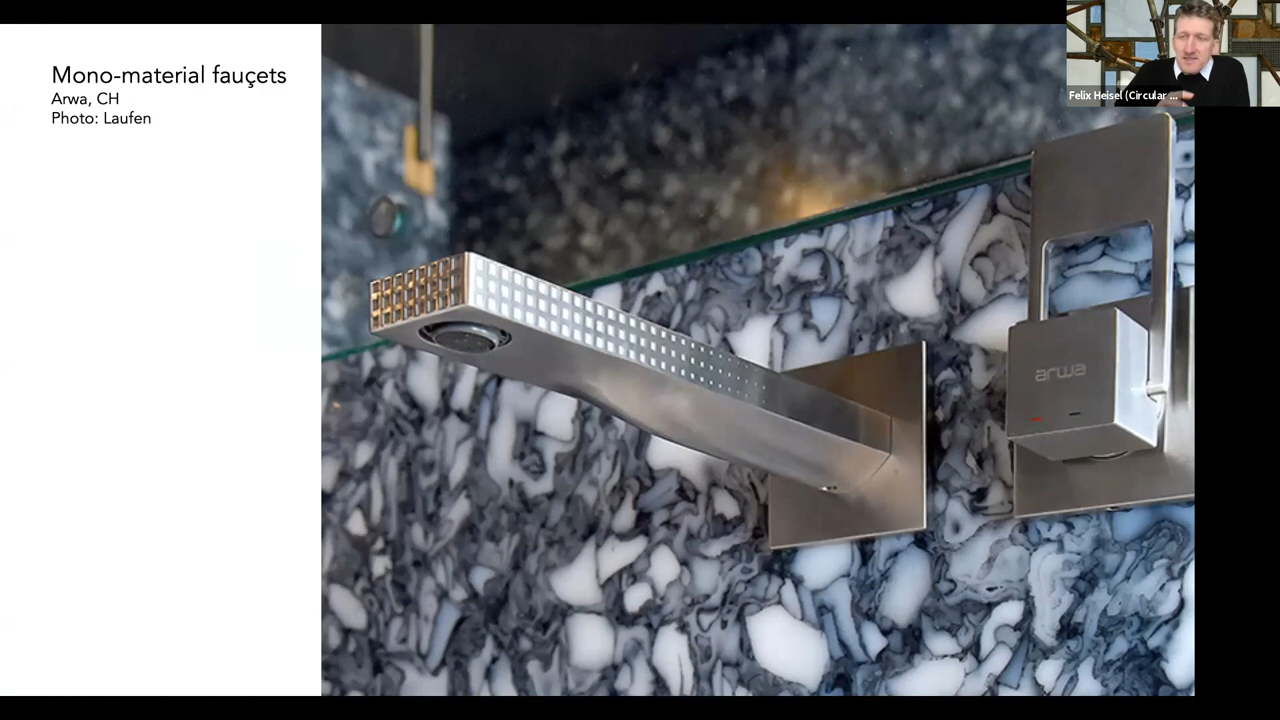 Mono-material fauçets
Arwa, CH
Photo: Laufen
Felix Heisel (Circular ...
arwa